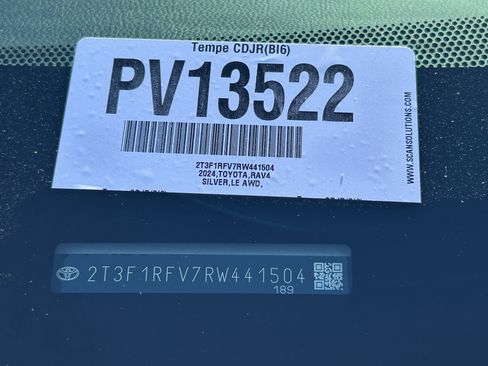 Tempe CDJR(BI6)
PV13522
2T3F1RFV7RW441504
2024,TOYOTA,RAV4
SILVER,LE AWD,
WWW.SCANSOLUTIONS.COM
2T3F1RFV7RW441504
189